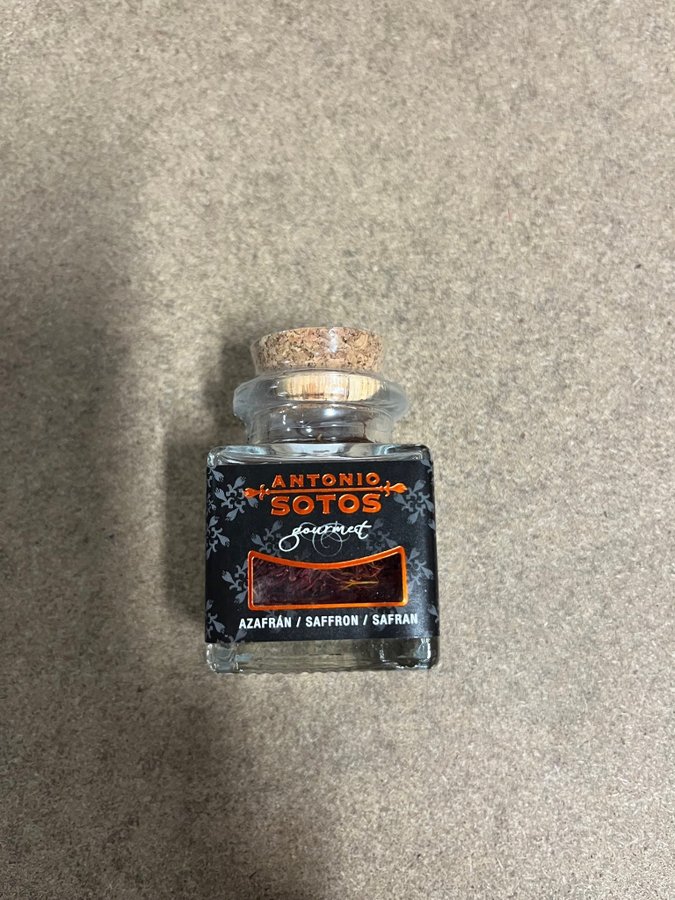 ANTONIO
SOTOS
gourmet
AZAFRÁN / SAFFRON / SAFRAN